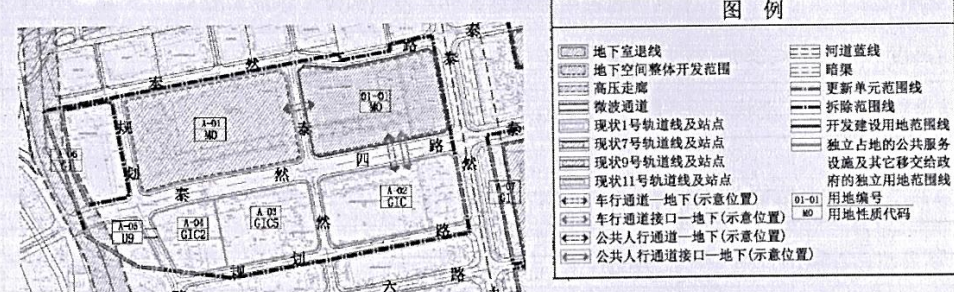 图 例
地下室退线
地下空间整体开发范围
高压走廊
微波通道
现状1号轨道线及站点
现状7号轨道线及站点
现状9号轨道线及站点
现状11号轨道线及站点
车行通道—地下(示意位置)
车行通道接口—地下(示意位置)
公共人行通道—地下(示意位置)
公共人行通道接口—地下(示意位置)
河道蓝线
暗渠
更新单元范围线
拆除范围线
开发建设用地范围线
独立占地的公共服务
设施及其它移交给政
府的独立用地范围线
01-01 用地编号
M0 用地性质代码
泰 然 路
泰
然
泰
规
划
A-01
M0
01-01
M0
泰
然
泰 然 四 路
A-02
GIC
A-03
GIC5
A-04
GIC2
A-05
U9
规 划 路
六 路